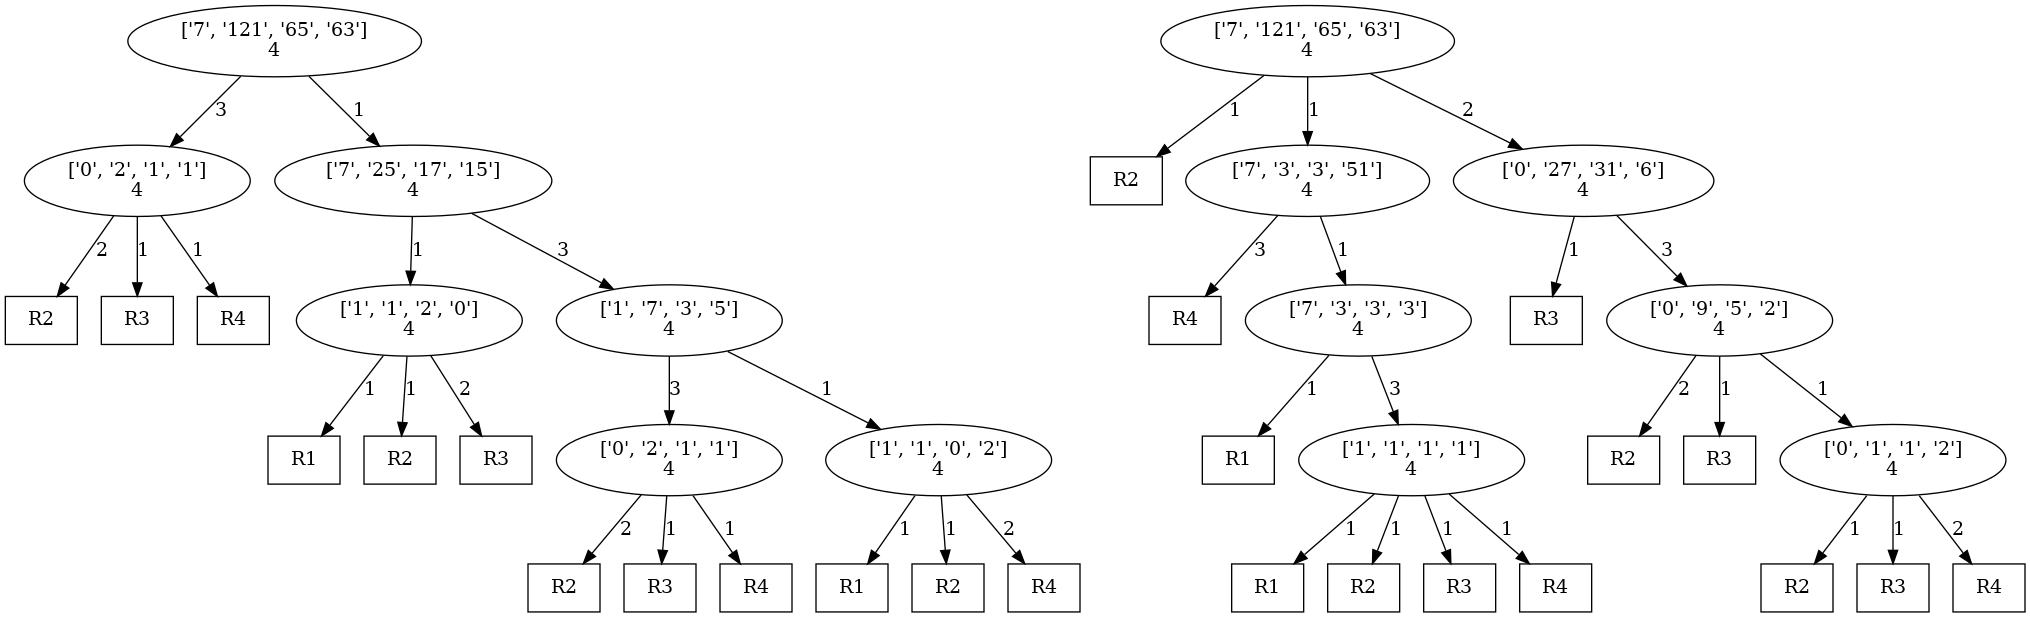 ['7', '121', '65', '63']
4
['7', '121', '65', '63']
4
3
1
1
1
2
['0', '2', '1', '1']
4
['7', '25', '17', '15']
4
R2
['7', '3', '3', '51']
4
['0', '27', '31', '6']
4
2
1
1
1
3
3
1
1
3
R2
R3
R4
['1', '1', '2', '0']
4
['1', '7', '3', '5']
4
R4
['7', '3', '3', '3']
4
R3
['0', '9', '5', '2']
4
1
1
2
3
1
1
3
2
1
1
R1
R2
R3
['0', '2', '1', '1']
4
['1', '1', '0', '2']
4
R1
['1', '1', '1', '1']
4
R2
R3
['0', '1', '1', '2']
4
2
1
1
1
1
2
1
1
1
1
1
1
2
R2
R3
R4
R1
R2
R4
R1
R2
R3
R4
R2
R3
R4